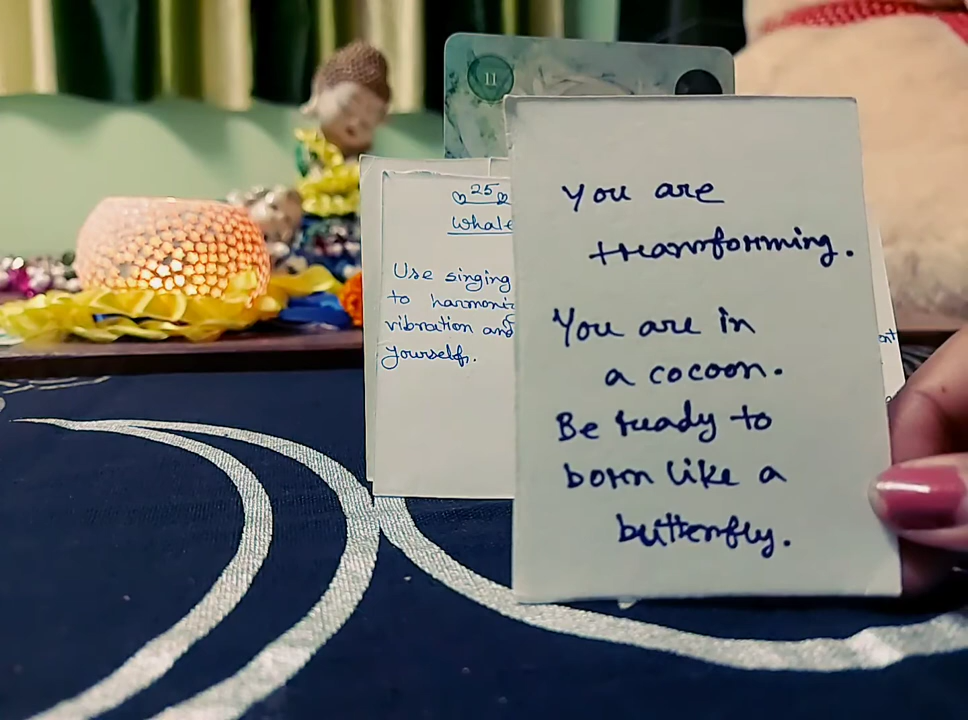 11
25
Whale
Use singing
to harmoni
vibration and
yourself.
You are
transforming.
You are in
a cocoon.
Be ready to
born like a
butterfly.